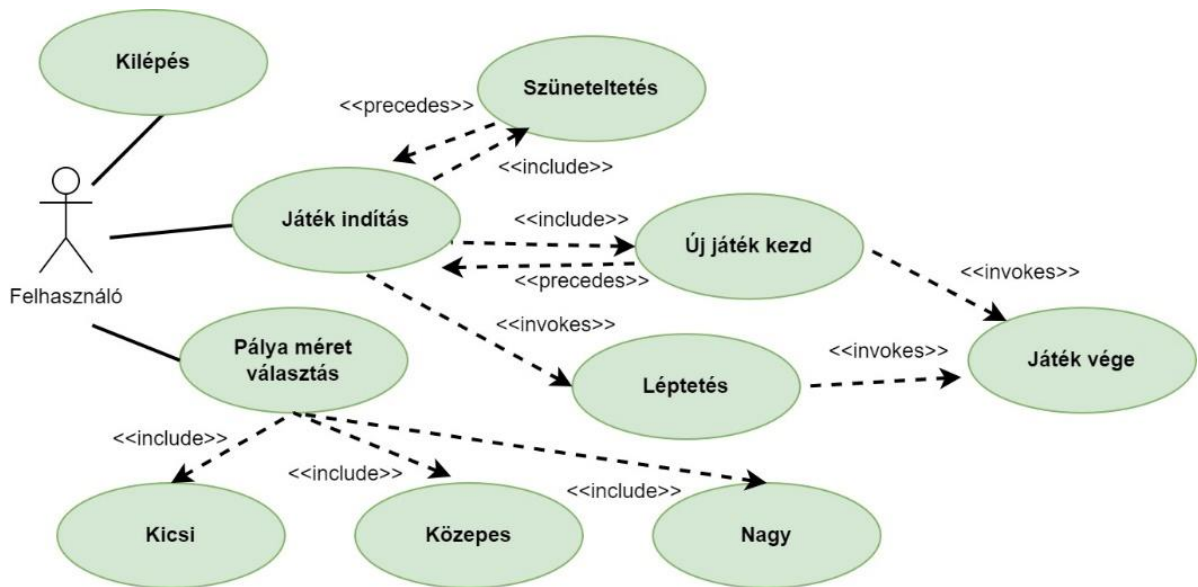 Kilépés
Szüneteltetés
<<precedes>>
<<include>>
Játék indítás
<<include>>
Új játék kezd
<<precedes>>
<<invokes>>
Felhasználó
<<invokes>>
Pálya méret
választás
Léptetés
<<invokes>>
Játék vége
<<include>>
<<include>>
<<include>>
Kicsi
Közepes
Nagy